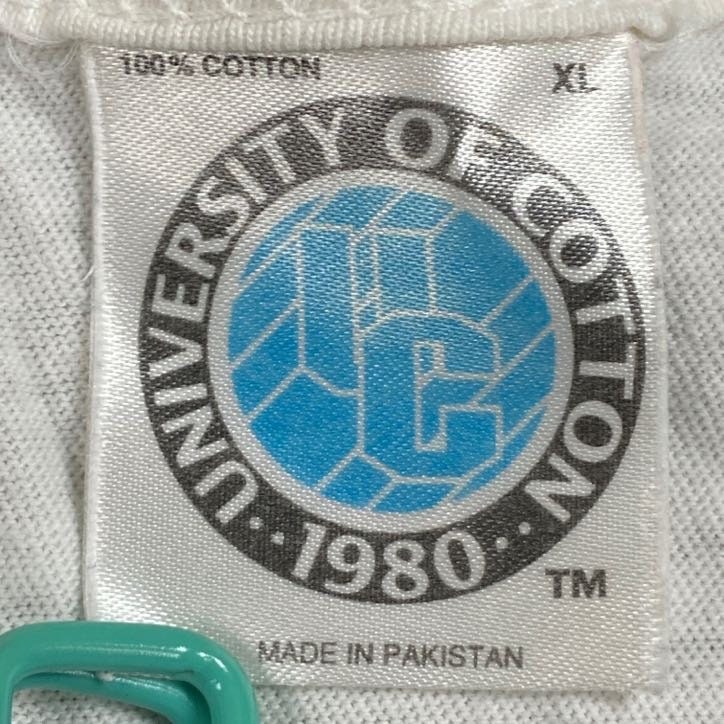 100% COTTON
XL
UNIVERSITY OF COTTON
·· 1980 ··
UC
TM
MADE IN PAKISTAN